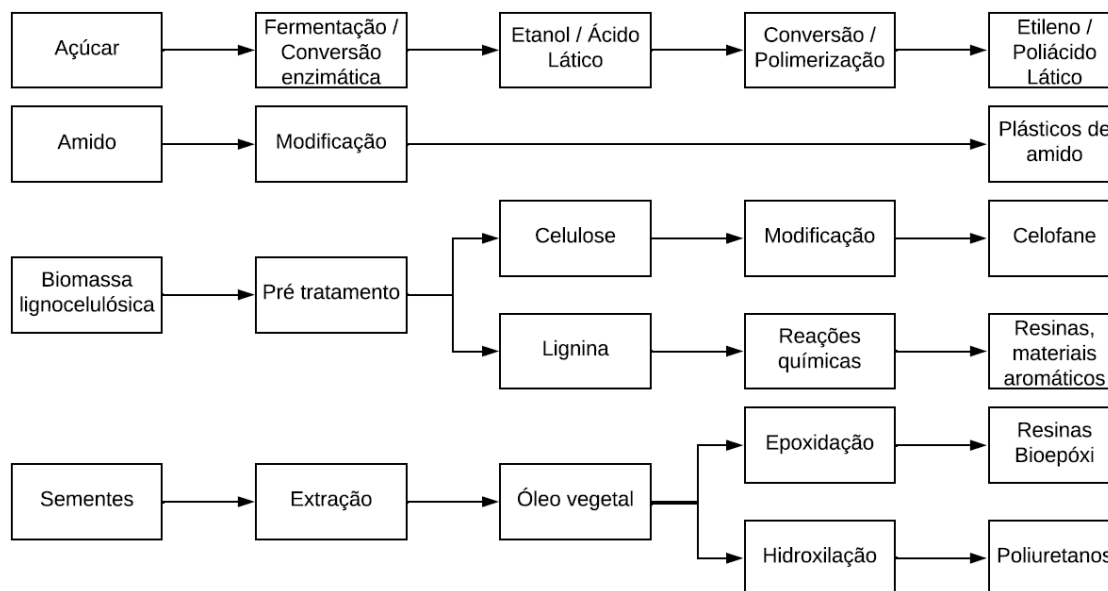 Açúcar
Fermentação /
Conversão
enzimática
Etanol / Ácido
Lático
Conversão /
Polimerização
Etileno /
Poliácido
Lático
Amido
Modificação
Plásticos de
amido
Biomassa
lignocelulósica
Pré tratamento
Celulose
Modificação
Celofane
Lignina
Reações
químicas
Resinas,
materiais
aromáticos
Sementes
Extração
Óleo vegetal
Epoxidação
Resinas
Bioepóxi
Hidroxilação
Poliuretanos